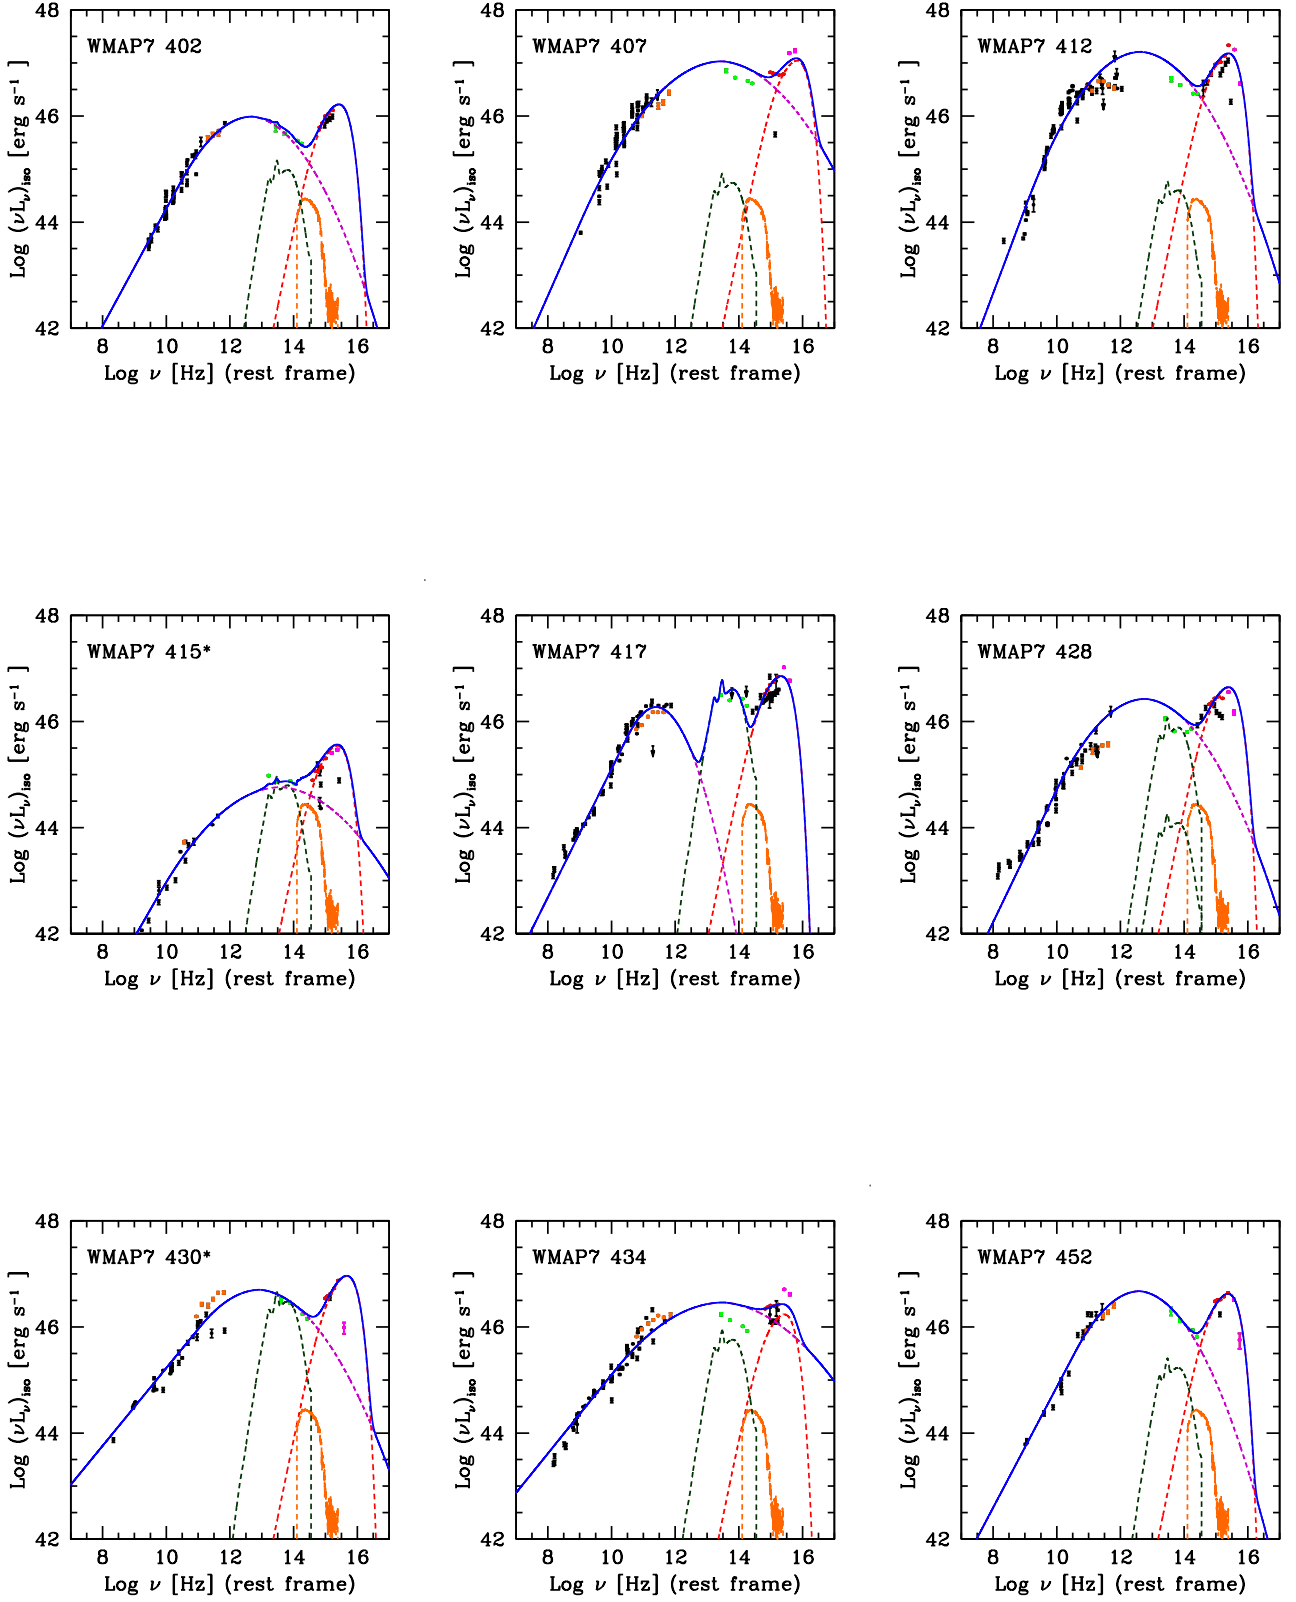 WMAP7 402
48
46
44
42
8 10 12 14 16
Log (νLν)iso [erg s−1 ]
Log ν [Hz] (rest frame)
WMAP7 407
48
46
44
42
8 10 12 14 16
Log (νLν)iso [erg s−1 ]
Log ν [Hz] (rest frame)
WMAP7 412
48
46
44
42
8 10 12 14 16
Log (νLν)iso [erg s−1 ]
Log ν [Hz] (rest frame)
WMAP7 415*
48
46
44
42
8 10 12 14 16
Log (νLν)iso [erg s−1 ]
Log ν [Hz] (rest frame)
WMAP7 417
48
46
44
42
8 10 12 14 16
Log (νLν)iso [erg s−1 ]
Log ν [Hz] (rest frame)
WMAP7 428
48
46
44
42
8 10 12 14 16
Log (νLν)iso [erg s−1 ]
Log ν [Hz] (rest frame)
WMAP7 430*
48
46
44
42
8 10 12 14 16
Log (νLν)iso [erg s−1 ]
Log ν [Hz] (rest frame)
WMAP7 434
48
46
44
42
8 10 12 14 16
Log (νLν)iso [erg s−1 ]
Log ν [Hz] (rest frame)
WMAP7 452
48
46
44
42
8 10 12 14 16
Log (νLν)iso [erg s−1 ]
Log ν [Hz] (rest frame)